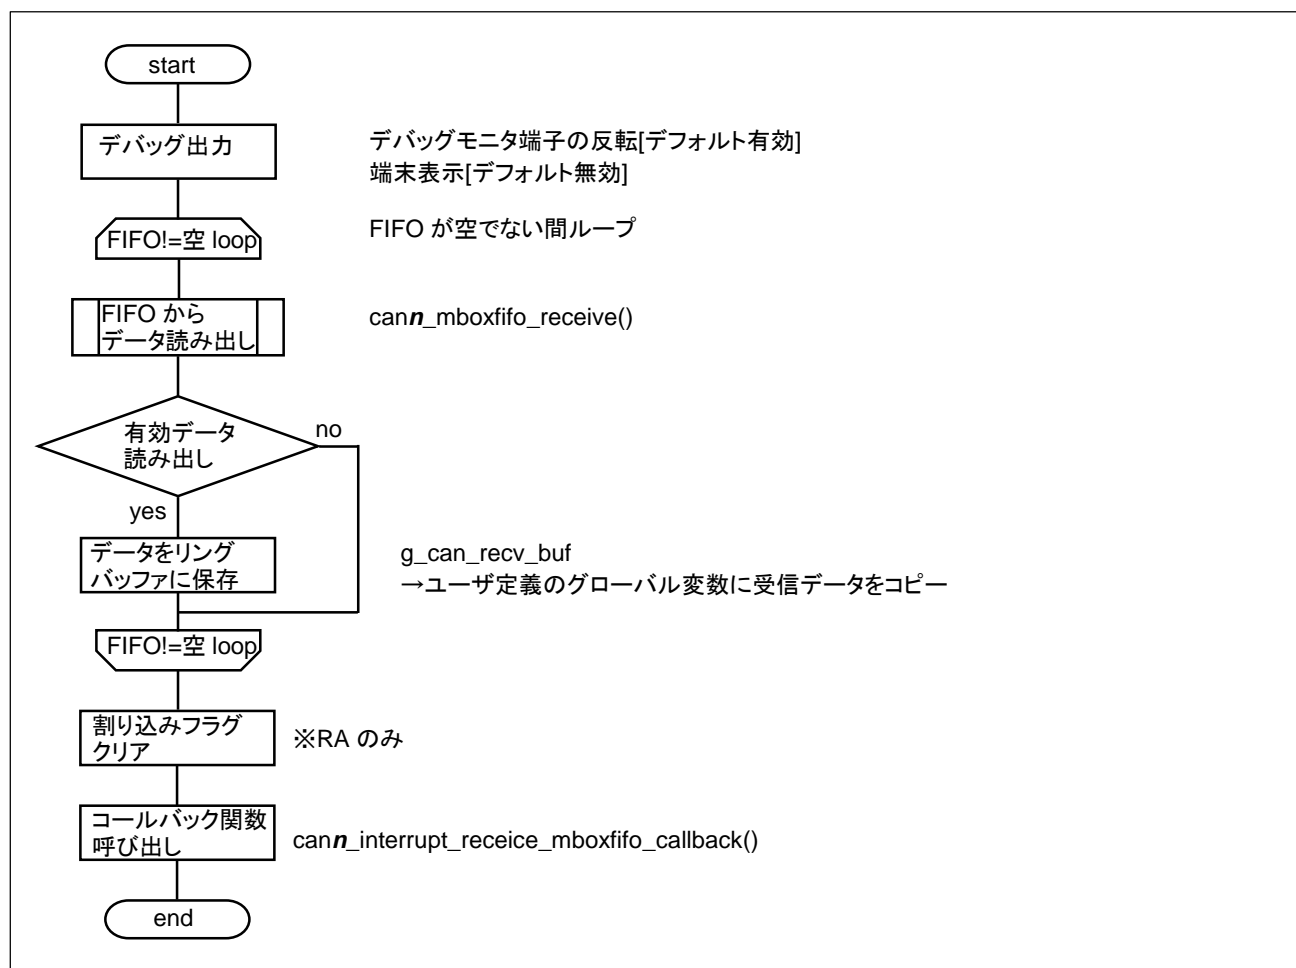 start
デバッグ出力
デバッグモニタ端子の反転[デフォルト有効]
端末表示[デフォルト無効]
FIFO!=空 loop
FIFO が空でない間ループ
FIFO から
データ読み出し
cann_mboxfifo_receive()
有効データ
読み出し
no
yes
データをリング
バッファに保存
g_can_recv_buf
→ユーザ定義のグローバル変数に受信データをコピー
FIFO!=空 loop
割り込みフラグ
クリア
※RA のみ
コールバック関数
呼び出し
cann_interrupt_receice_mboxfifo_callback()
end